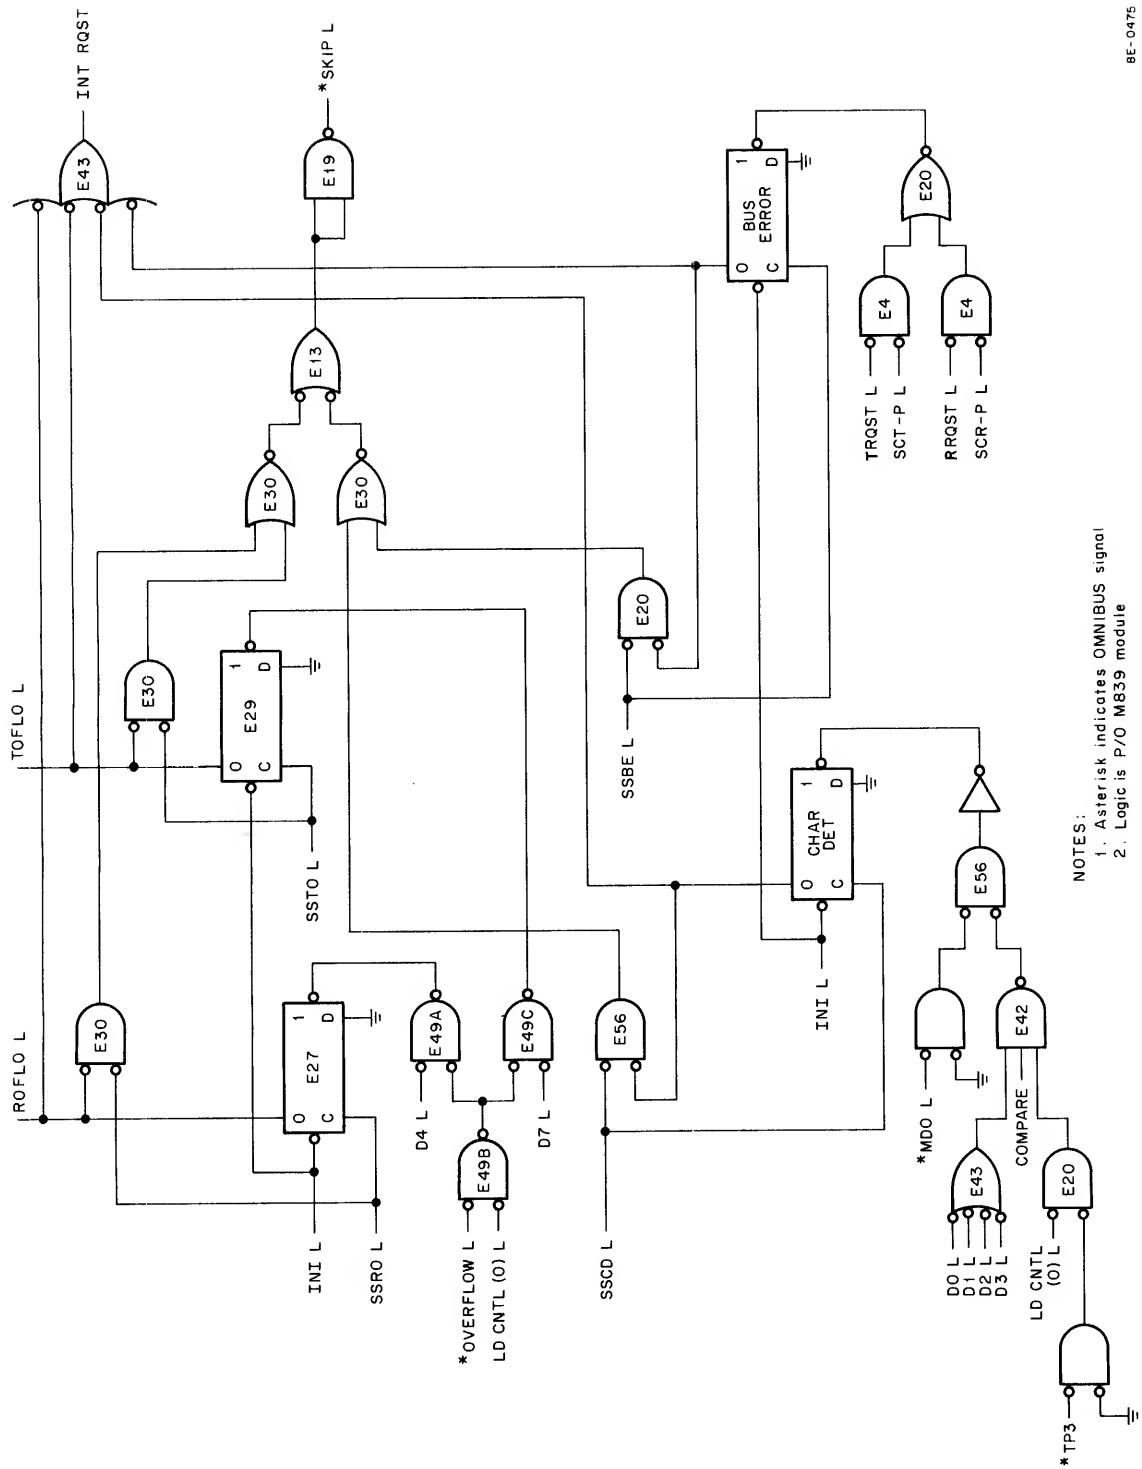 ROFLO L
TOFLO L
E43
INT RQST
E30
E30
E30
E30
E13
E19
*SKIP L
E27
0
1
C
D
E29
0
1
C
D
INI L
SSRO L
SSTO L
D4 L
E49A
*OVERFLOW L
LD CNTL (0) L
E49B
E49C
D7 L
SSCD L
E56
SSBE L
E20
BUS
ERROR
0
1
C
D
CHAR
DET
0
1
C
D
INI L
TRQST L
SCT-P L
E4
RRQST L
SCR-P L
E4
E20
*MD0 L
E56
D0 L
D1 L
D2 L
D3 L
E43
COMPARE
E42
LD CNTL
(0) L
E20
*TP3
NOTES:
1. Asterisk indicates OMNIBUS signal
2. Logic is P/O M839 module
8E-0475